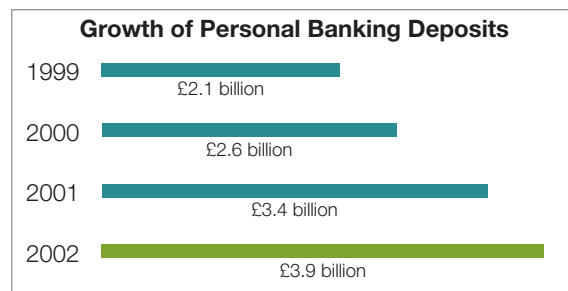 Growth of Personal Banking Deposits
1999
£2.1 billion
2000
£2.6 billion
2001
£3.4 billion
2002
£3.9 billion